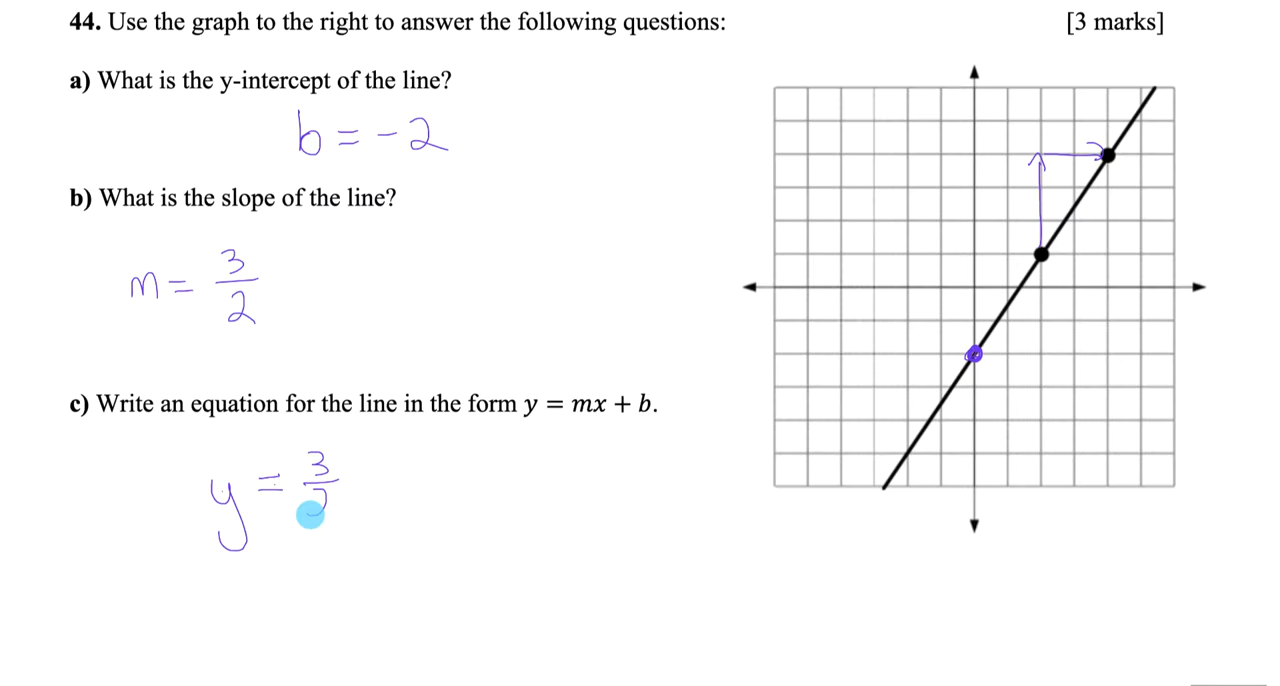 44. Use the graph to the right to answer the following questions: [3 marks]
a) What is the y-intercept of the line?
b = -2
b) What is the slope of the line?
m = 3/2
c) Write an equation for the line in the form y = mx + b.
y = 3/2